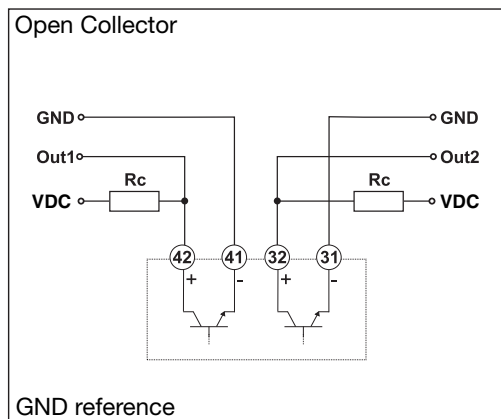 Open Collector
GND GND
Out1 Out2
Rc Rc
VDC VDC
42 41 32 31
+ - + -
GND reference